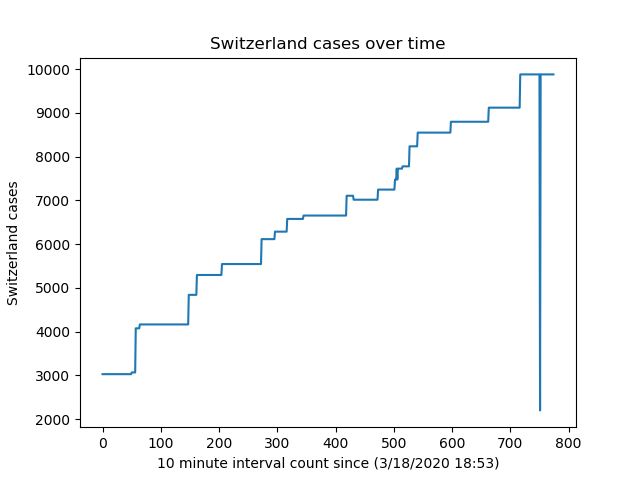 Switzerland cases over time
10000
9000
8000
7000
6000
5000
4000
3000
2000
Switzerland cases
0 100 200 300 400 500 600 700 800
10 minute interval count since (3/18/2020 18:53)